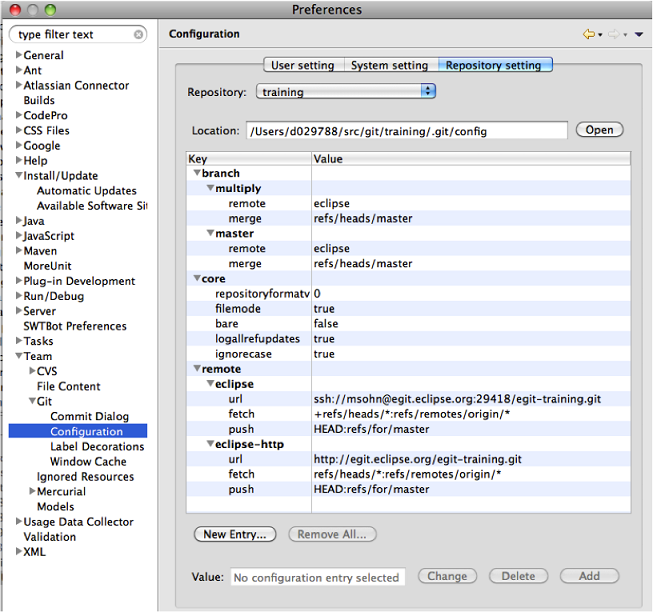 Preferences
type filter text
General
Ant
Atlassian Connector
Builds
CodePro
CSS Files
Google
Help
Install/Update
Automatic Updates
Available Software Sit
Java
JavaScript
Maven
MoreUnit
Plug-in Development
Run/Debug
Server
SWTBot Preferences
Tasks
Team
CVS
File Content
Git
Commit Dialog
Configuration
Label Decorations
Window Cache
Ignored Resources
Mercurial
Models
Usage Data Collector
Validation
XML
Configuration
User setting System setting Repository setting
Repository: training
Location: /Users/d029788/src/git/training/.git/config Open
Key Value
branch
multiply
remote eclipse
merge refs/heads/master
master
remote eclipse
merge refs/heads/master
core
repositoryformatv 0
filemode true
bare false
logallrefupdates true
ignorecase true
remote
eclipse
url ssh://msohn@egit.eclipse.org:29418/egit-training.git
fetch +refs/heads/*:refs/remotes/origin/*
push HEAD:refs/for/master
eclipse-http
url http://egit.eclipse.org/egit-training.git
fetch refs/heads/*:refs/remotes/origin/*
push HEAD:refs/for/master
New Entry... Remove All...
Value: No configuration entry selected Change Delete Add